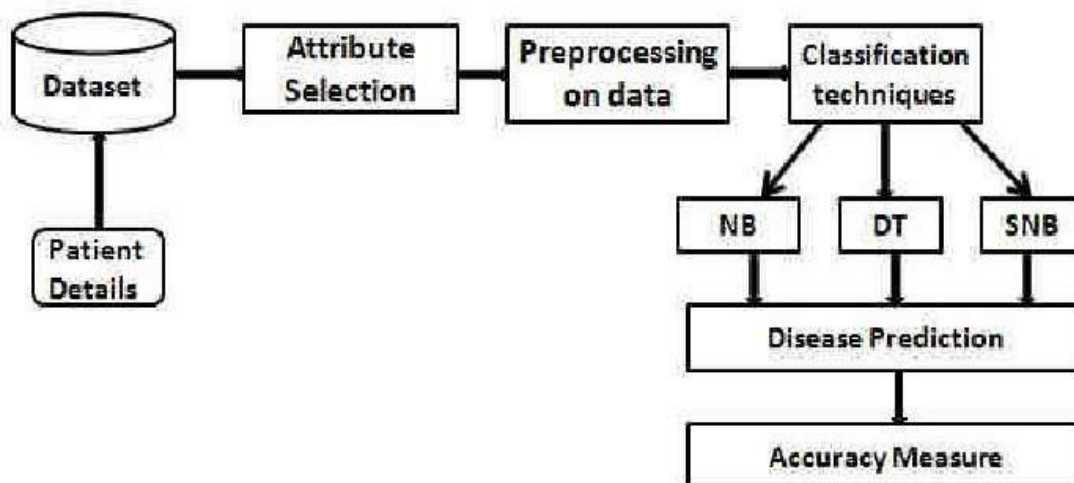 Dataset
Attribute
Selection
Preprocessing
on data
Classification
techniques
Patient
Details
NB
DT
SNB
Disease Prediction
Accuracy Measure